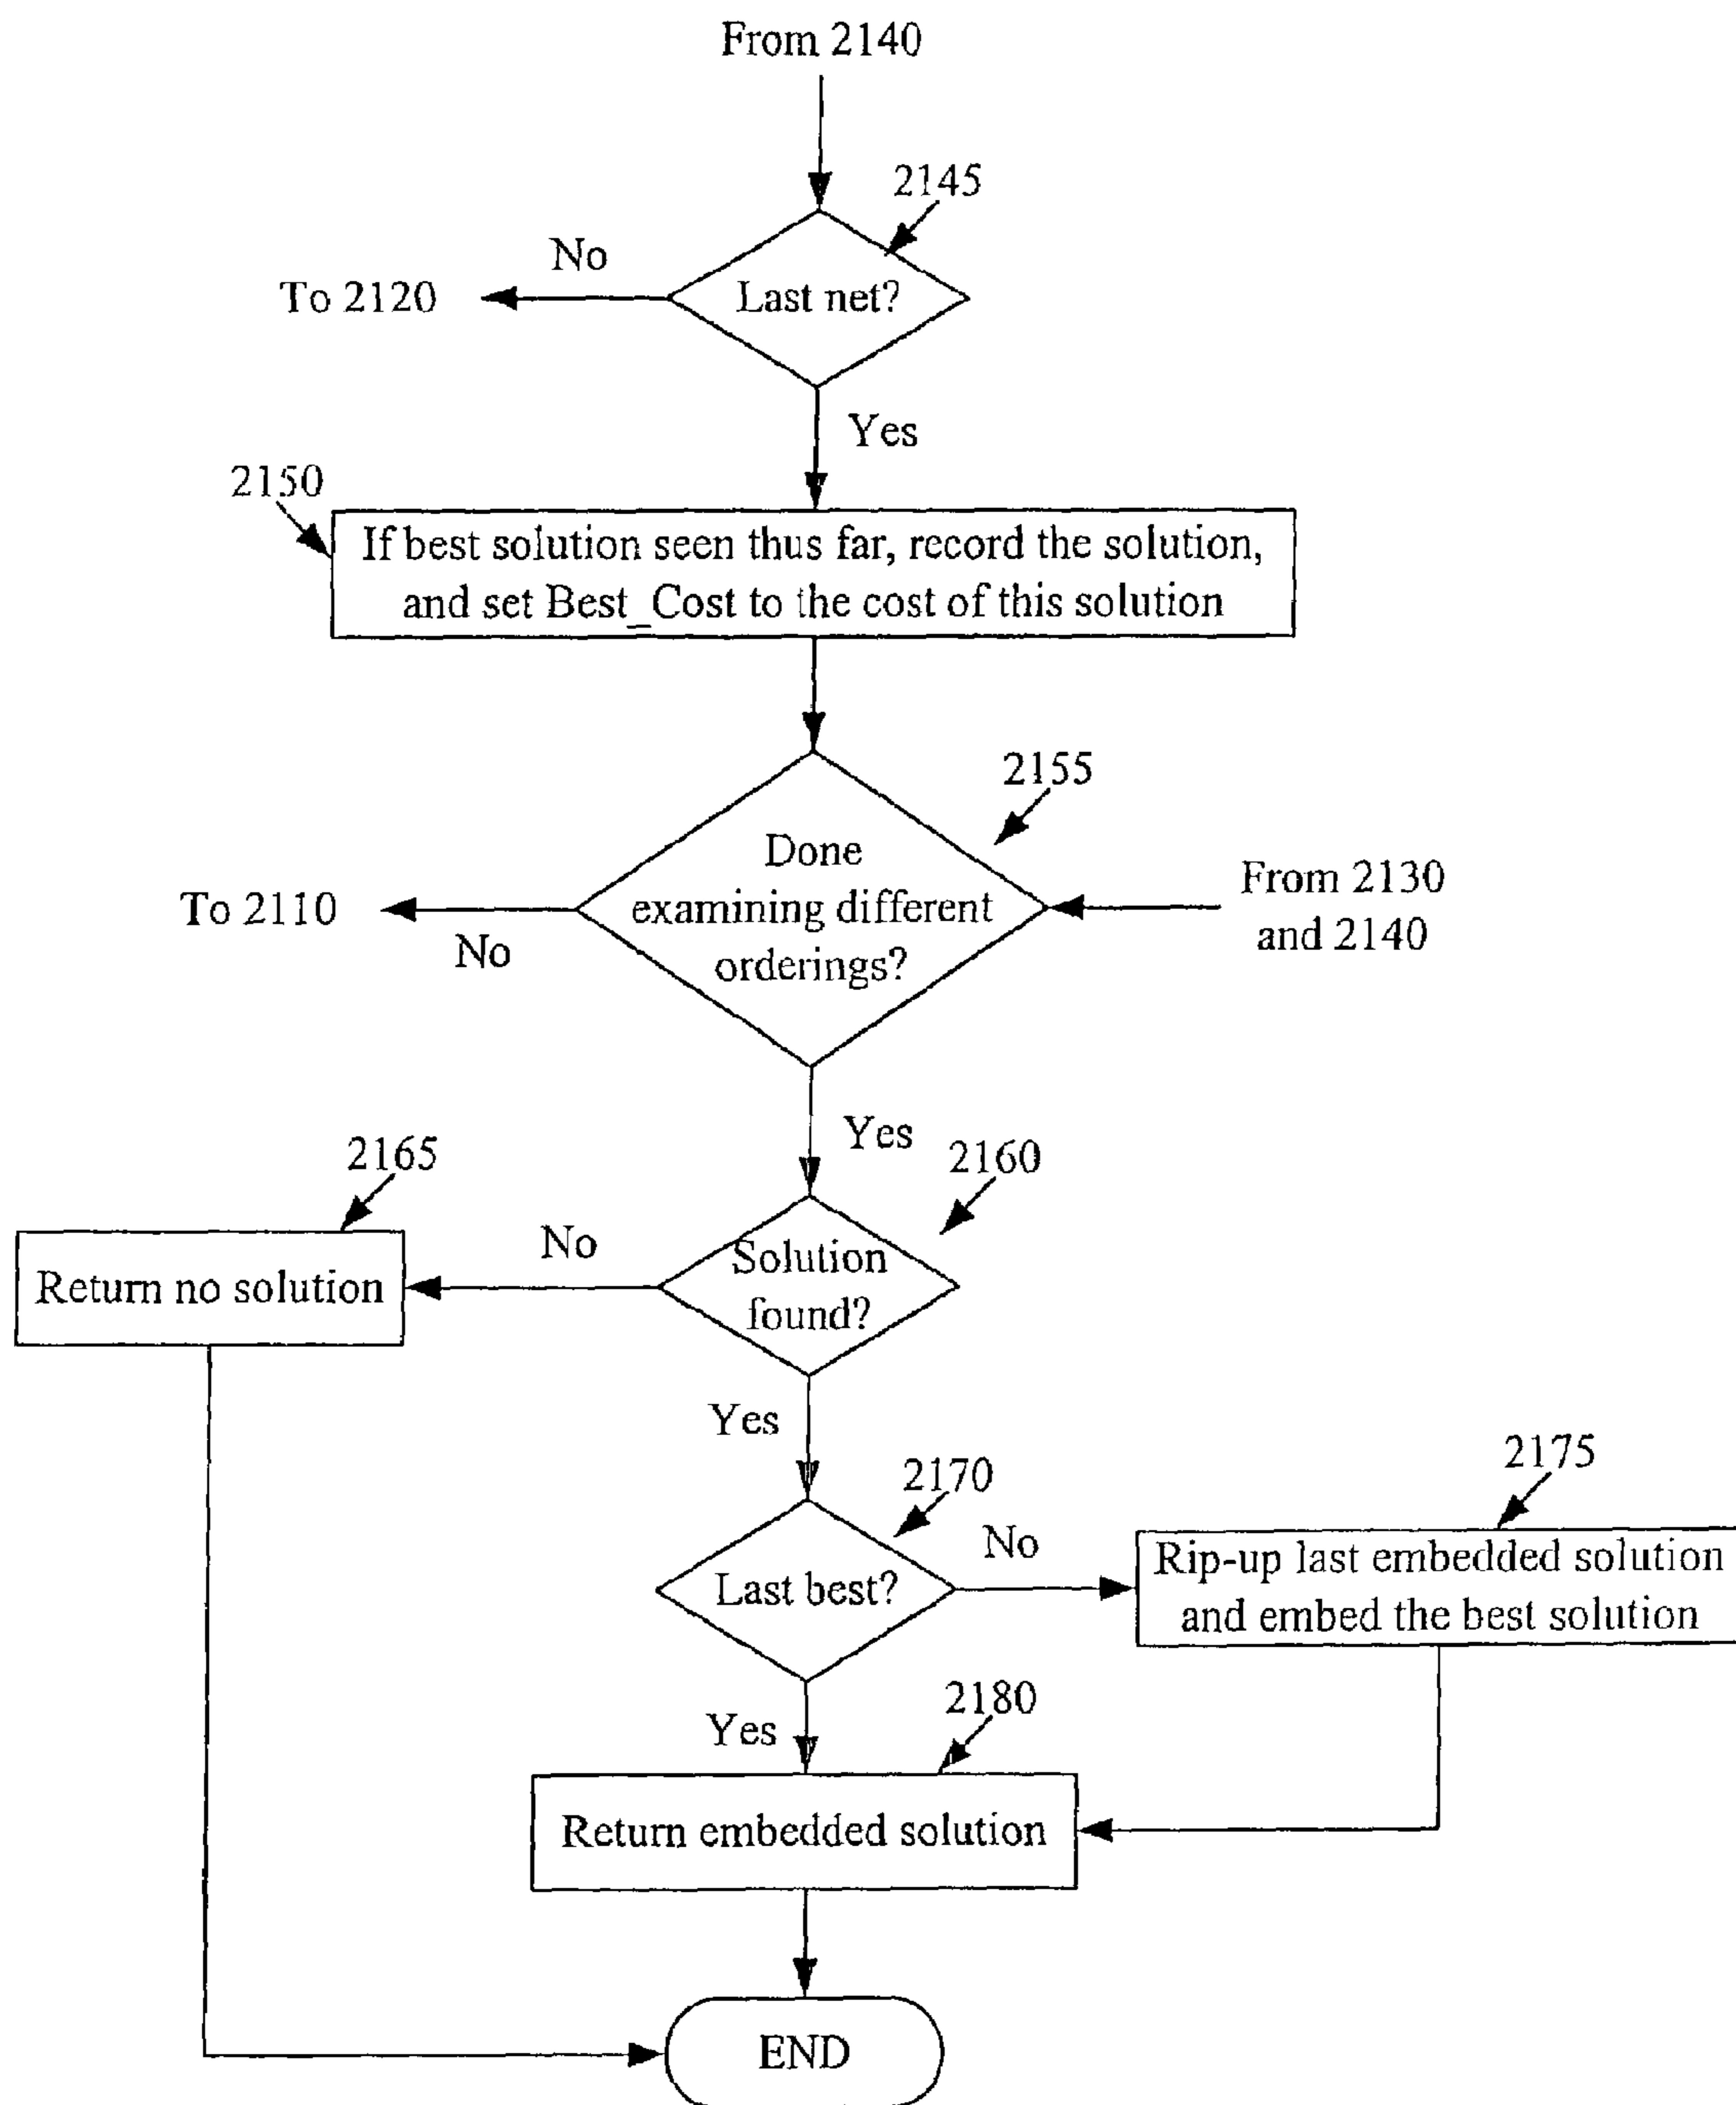 From 2140
2145
No
Last net?
To 2120
Yes
2150
If best solution seen thus far, record the solution,
and set Best_Cost to the cost of this solution
2155
Done
examining different
orderings?
From 2130
and 2140
To 2110
No
Yes
2165
2160
Return no solution
No
Solution
found?
Yes
2170
2175
Last best?
No
Rip-up last embedded solution
and embed the best solution
Yes
2180
Return embedded solution
END